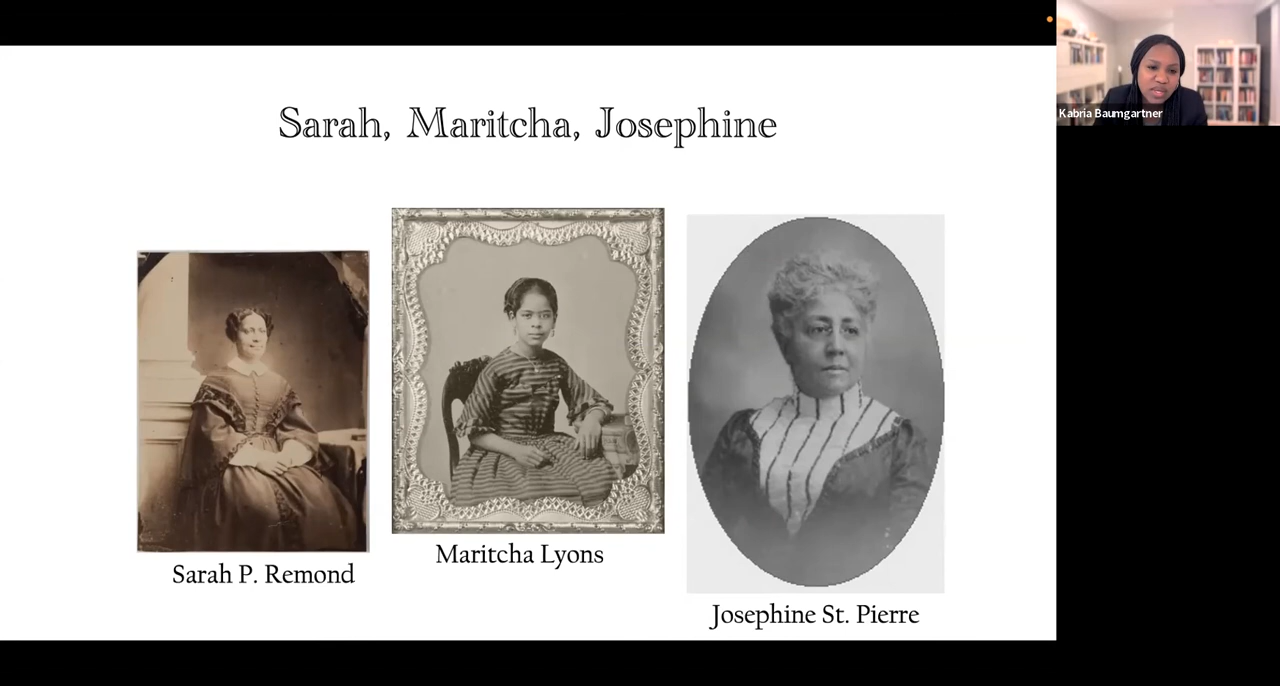 Sarah, Maritcha, Josephine
Kabria Baumgartner
Sarah P. Remond
Maritcha Lyons
Josephine St. Pierre